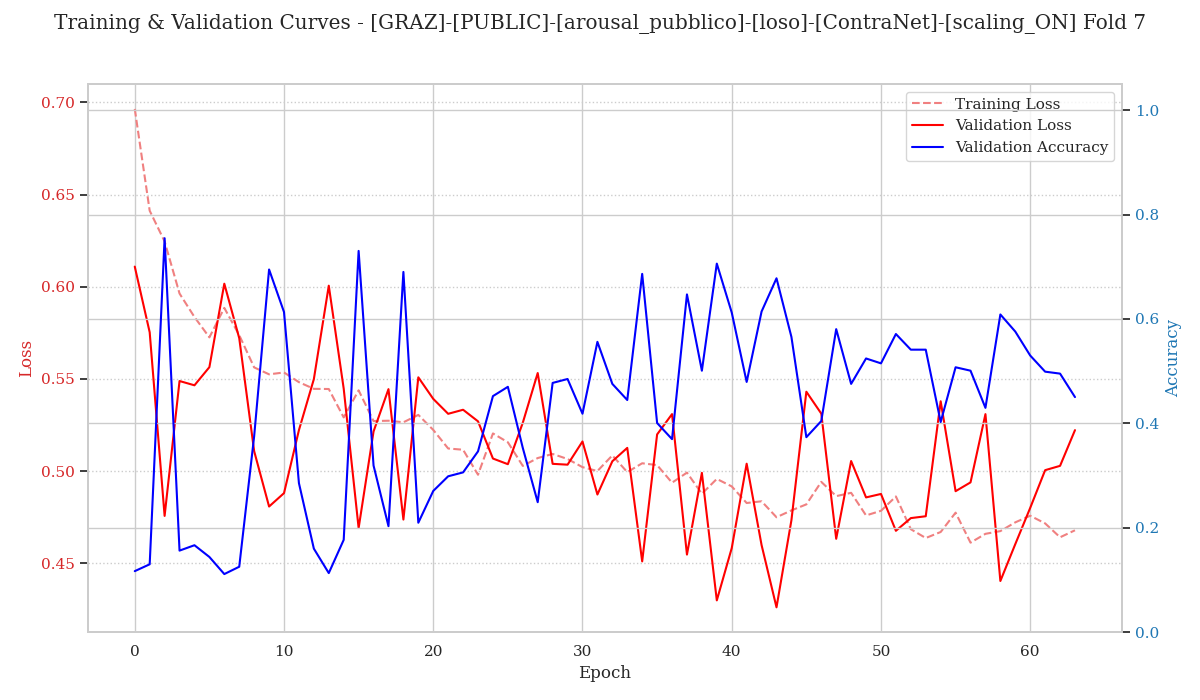 Training & Validation Curves - [GRAZ]-[PUBLIC]-[arousal_pubblico]-[loso]-[ContraNet]-[scaling_ON] Fold 7
Training Loss
Validation Loss
Validation Accuracy
0.70
0.65
0.60
0.55
0.50
0.45
Loss
1.0
0.8
0.6
0.4
0.2
0.0
Accuracy
0 10 20 30 40 50 60
Epoch